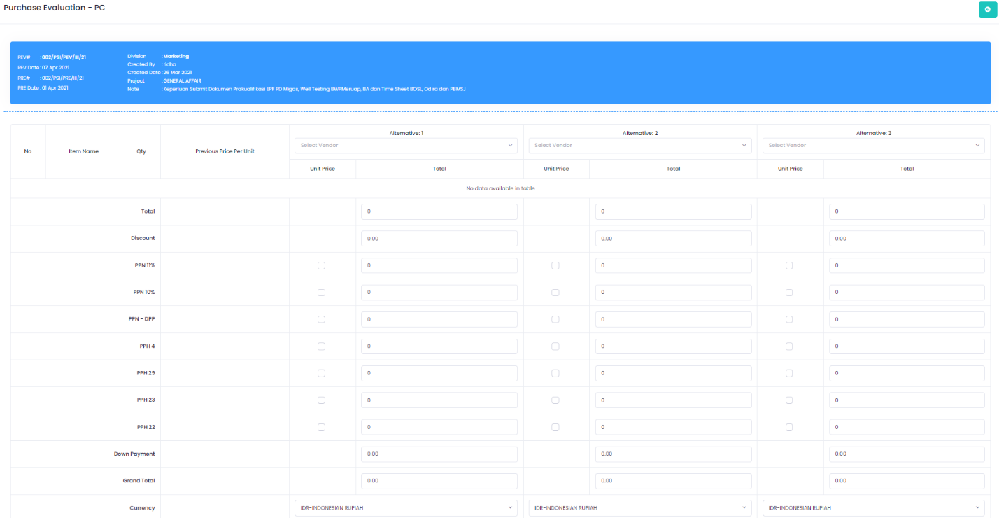 Purchase Evaluation - PC
PEV# : 002/PSI/PEV/III/21
PEV Date : 07 Apr 2021
PRE# : 002/PSI/PRE/III/21
PRE Date : 01 Apr 2021
Division : Marketing
Created By : ridho
Created Date : 26 Mar 2021
Project : GENERAL AFFAIR
Note : Keperluan Submit Dokumen Prakualifikasi EPF PD Migas, Well Testing BWPMeruap, BA dan Time Sheet BOSL, Odira dan PBMSJ
No Item Name Qty Previous Price Per Unit Alternative: 1 Alternative: 2 Alternative: 3
Select Vendor Select Vendor Select Vendor
Unit Price Total Unit Price Total Unit Price Total
No data available in table
Total 0 0 0
Discount 0.00 0.00 0.00
PPN 11% 0 0 0
PPN 10% 0 0 0
PPN - DPP 0 0 0
PPH 4 0 0 0
PPH 29 0 0 0
PPH 23 0 0 0
PPH 22 0 0 0
Down Payment 0.00 0.00 0.00
Grand Total 0.00 0.00 0.00
Currency IDR-INDONESIAN RUPIAH IDR-INDONESIAN RUPIAH IDR-INDONESIAN RUPIAH